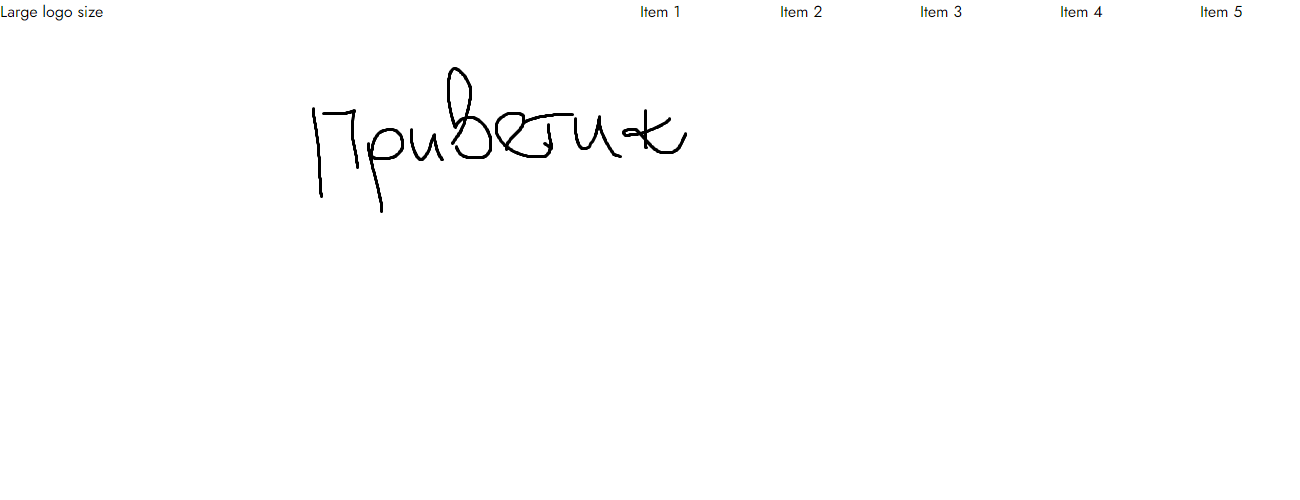 Large logo size Item 1 Item 2 Item 3 Item 4 Item 5
Приветик